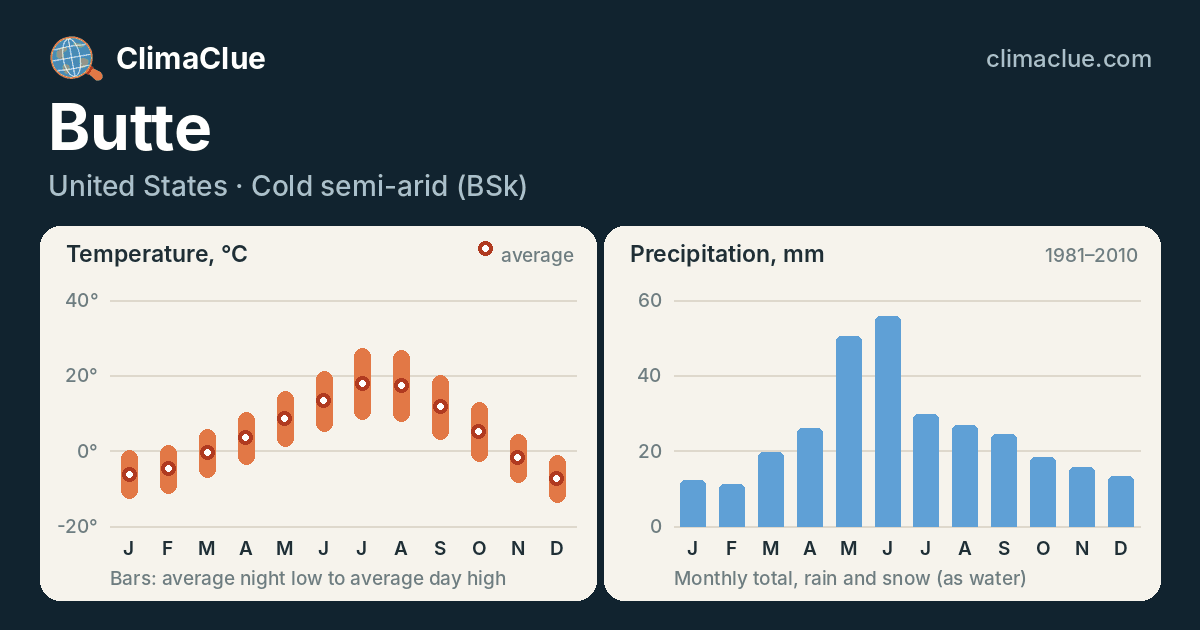 ClimaClue
climaclue.com
Butte
United States · Cold semi-arid (BSk)
Temperature, °C
average
40°
20°
0°
-20°
J F M A M J J A S O N D
Bars: average night low to average day high
Precipitation, mm
1981–2010
60
40
20
0
J F M A M J J A S O N D
Monthly total, rain and snow (as water)